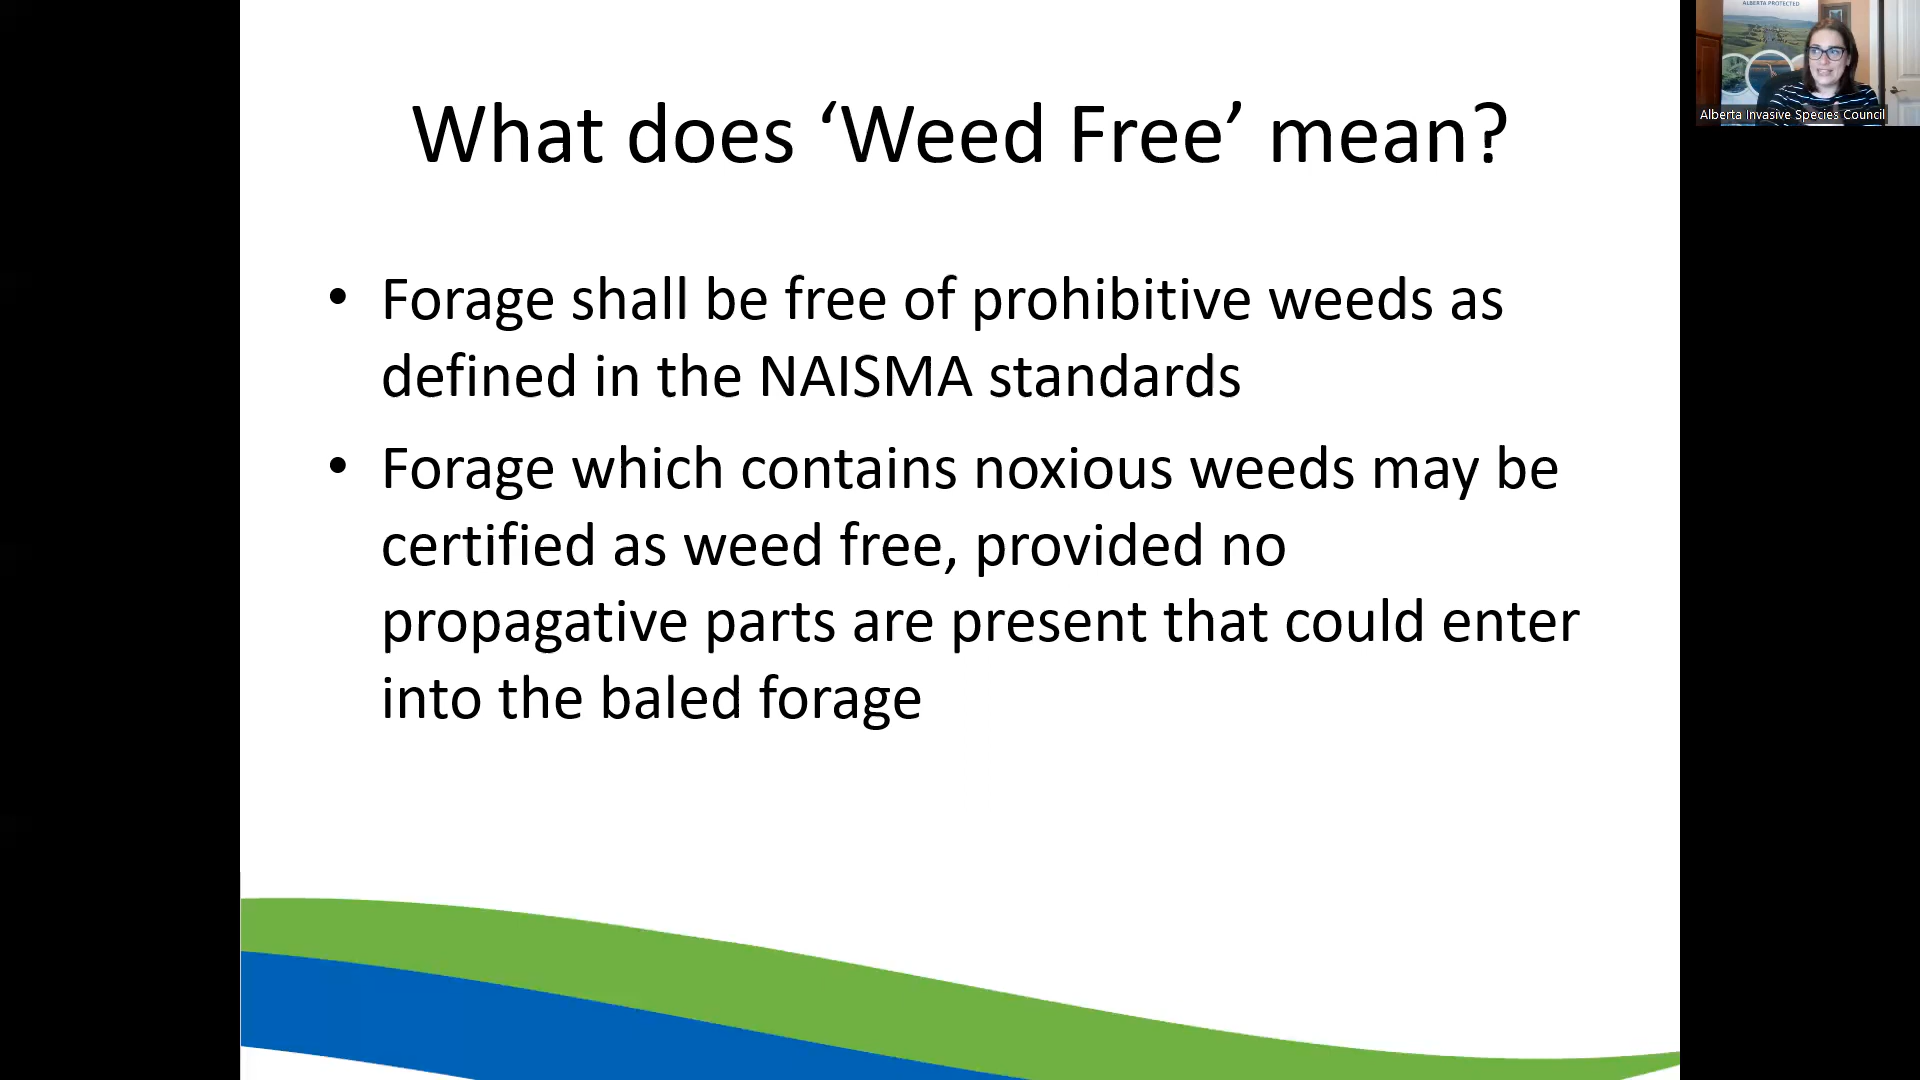 ALBERTA PROTECTED
Alberta Invasive Species Council
What does ‘Weed Free’ mean?
• Forage shall be free of prohibitive weeds as
defined in the NAISMA standards
• Forage which contains noxious weeds may be
certified as weed free, provided no
propagative parts are present that could enter
into the baled forage